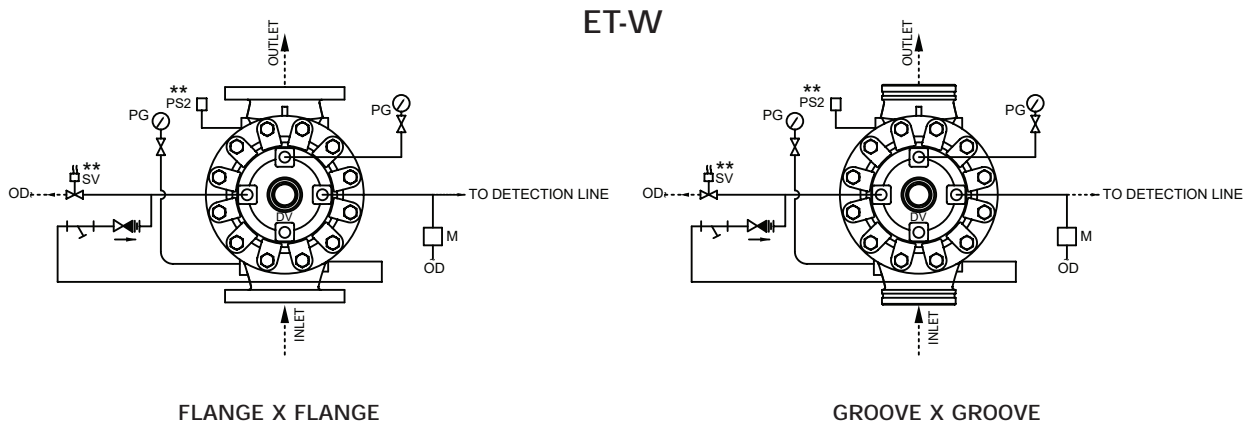 ET-W
OUTLET
**
PS2
PG
PG
**
SV
OD
DV
TO DETECTION LINE
M
OD
INLET
FLANGE X FLANGE
OUTLET
**
PS2
PG
PG
**
SV
OD
DV
TO DETECTION LINE
M
OD
INLET
GROOVE X GROOVE